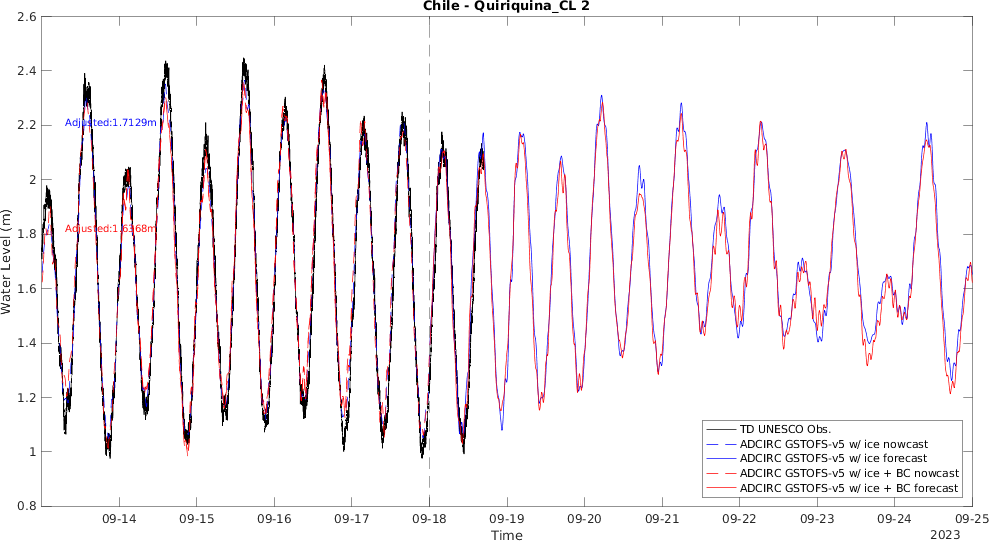 Chile - Quiriquina_CL 2
2.6
2.4
2.2
2
1.8
1.6
1.4
1.2
1
0.8
Water Level (m)
Adjusted:1.7129m
Adjusted:1.6368m
TD UNESCO Obs.
ADCIRC GSTOFS-v5 w/ ice nowcast
ADCIRC GSTOFS-v5 w/ ice forecast
ADCIRC GSTOFS-v5 w/ ice + BC nowcast
ADCIRC GSTOFS-v5 w/ ice + BC forecast
09-14 09-15 09-16 09-17 09-18 09-19 09-20 09-21 09-22 09-23 09-24 09-25
Time
2023